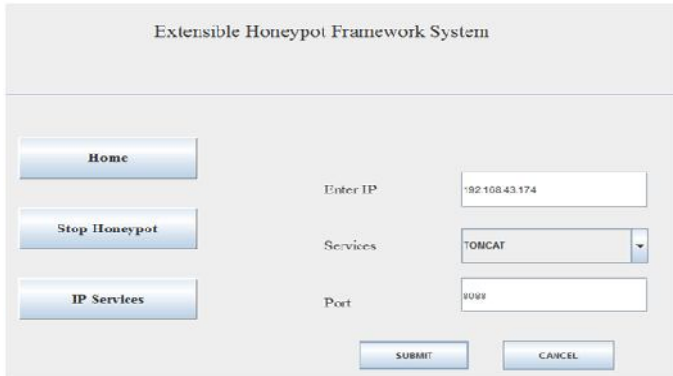 Extensible Honeypot Framework System
Home
Enter IP
192.168.43.174
Stop Honeypot
Services
TOMCAT
IP Services
Port
8088
SUBMIT
CANCEL